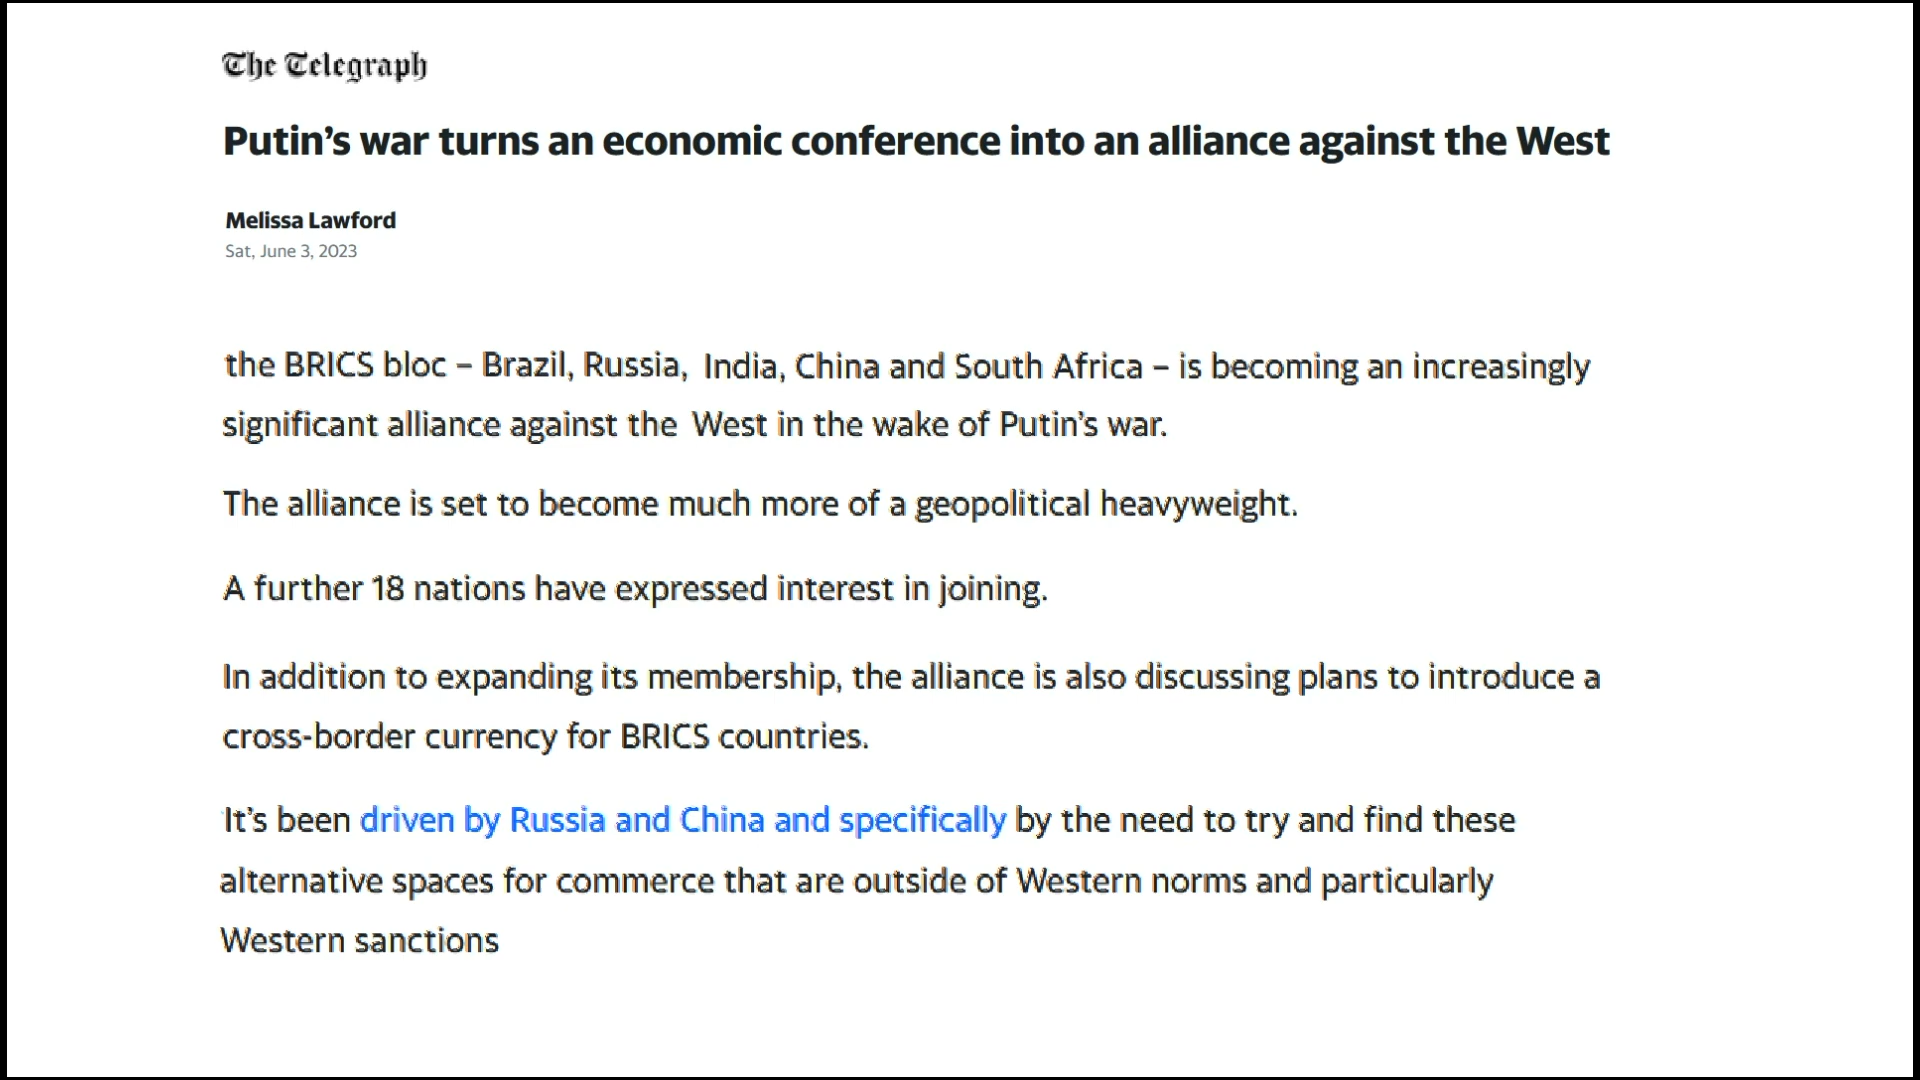 The Telegraph
Putin’s war turns an economic conference into an alliance against the West
Melissa Lawford
Sat, June 3, 2023
the BRICS bloc – Brazil, Russia, India, China and South Africa – is becoming an increasingly
significant alliance against the West in the wake of Putin’s war.
The alliance is set to become much more of a geopolitical heavyweight.
A further 18 nations have expressed interest in joining.
In addition to expanding its membership, the alliance is also discussing plans to introduce a
cross-border currency for BRICS countries.
It’s been driven by Russia and China and specifically by the need to try and find these
alternative spaces for commerce that are outside of Western norms and particularly
Western sanctions